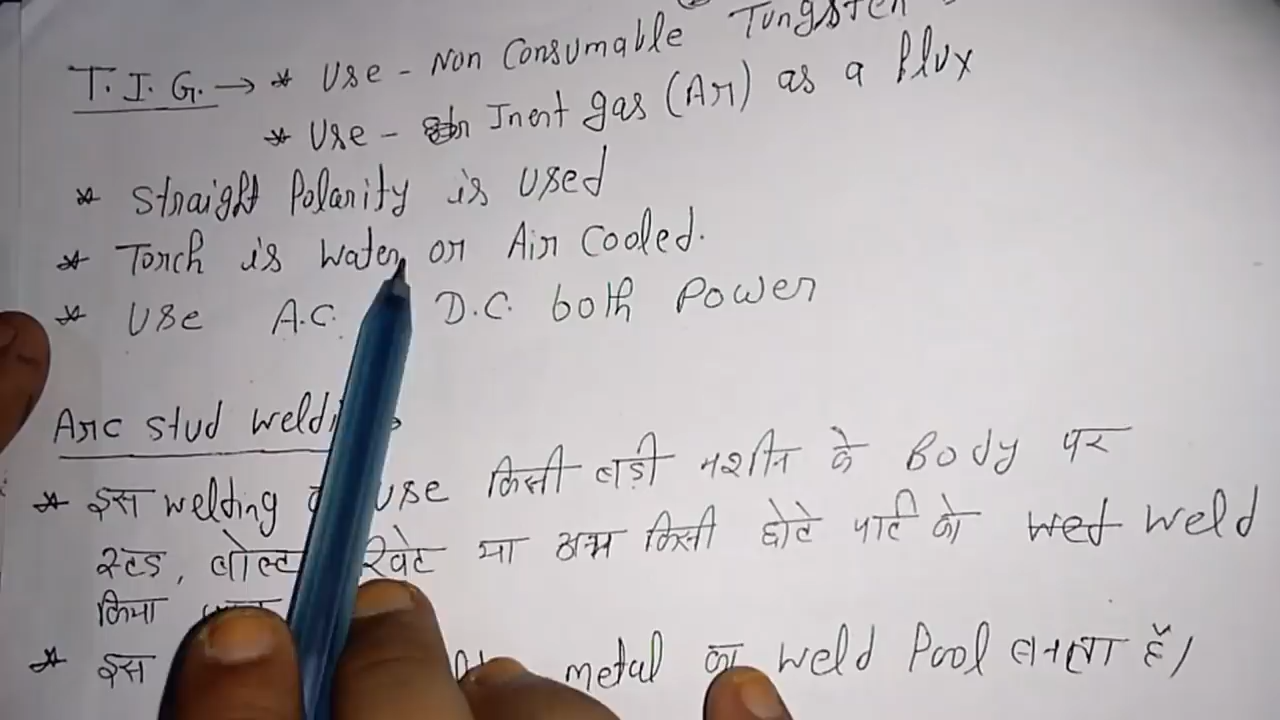 T.I.G. → * Use - Non Consumable Tungsten
* Use - Inert gas (Ar) as a flux
* Straight Polarity is used
* Torch is Water or Air Cooled.
* Use A.C. D.C. both Power
Arc stud weldi
* इस welding use किसी बड़ी मशीन के Body पर
स्टड, बोल्ट रिवेट या अन्य किसी छोटे पार्ट को wet weld
किया
* इस metal का weld Pool बनता है।